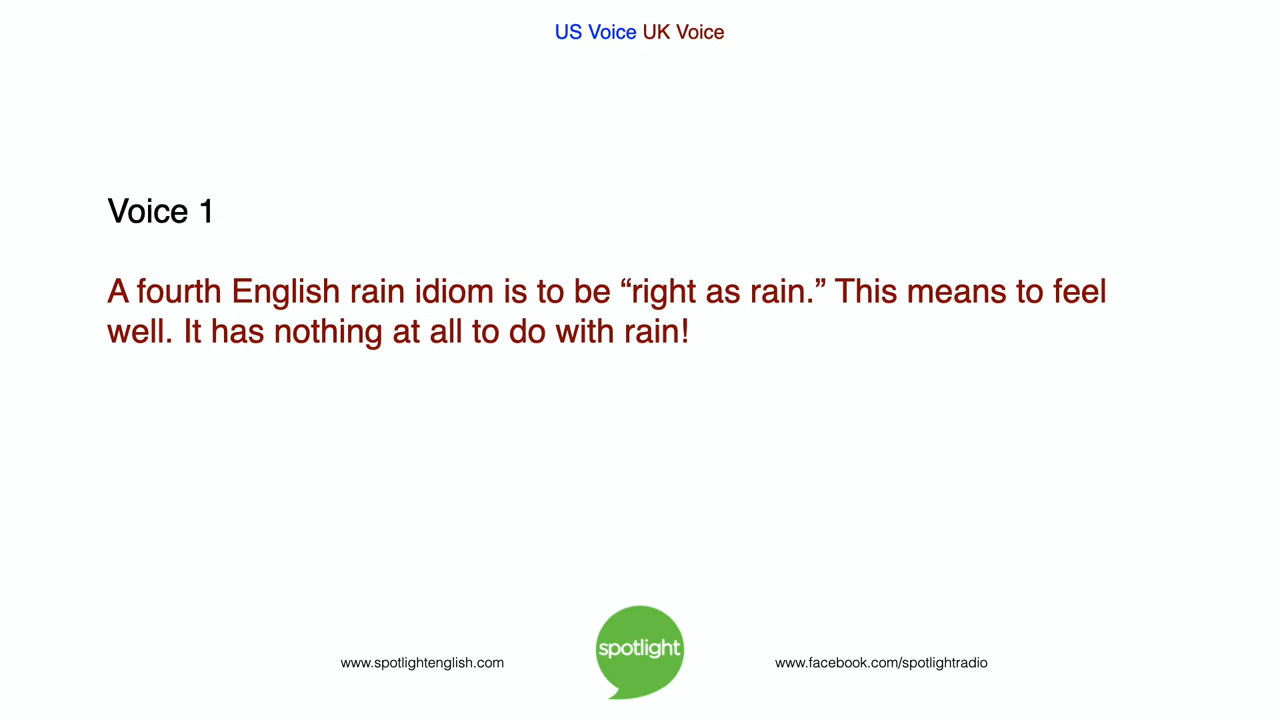 US Voice UK Voice
Voice 1
A fourth English rain idiom is to be “right as rain.” This means to feel
well. It has nothing at all to do with rain!
spotlight
www.spotlightenglish.com
www.facebook.com/spotlightradio